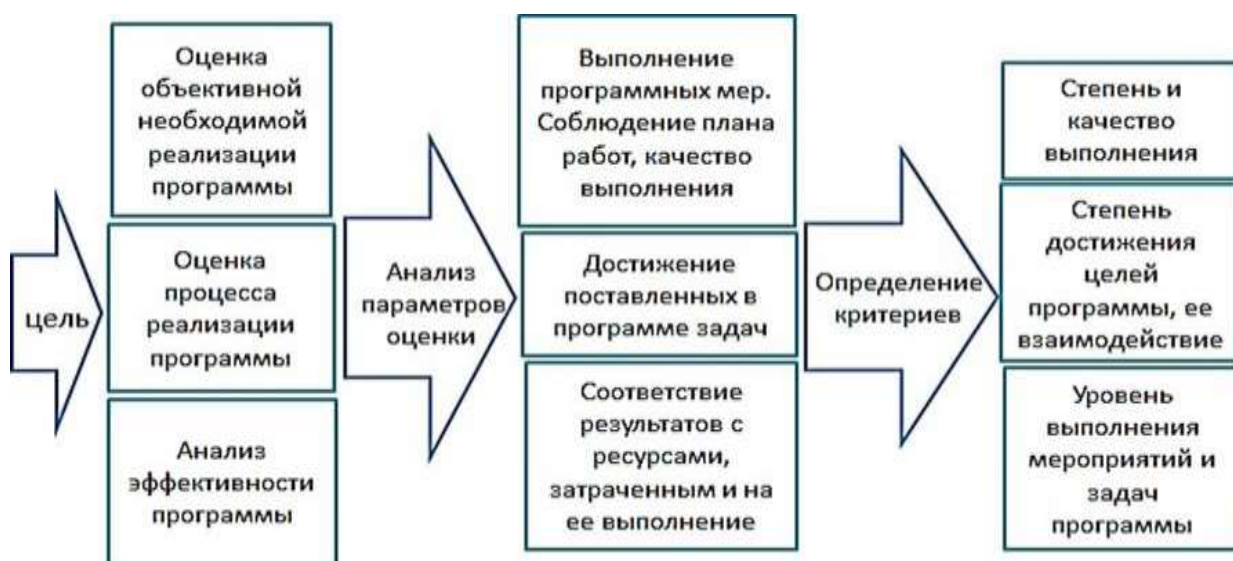 цель
Оценка
объективной
необходимой
реализации
программы
Оценка
процесса
реализации
программы
Анализ
эффективности
программы
Анализ
параметров
оценки
Выполнение
программных мер.
Соблюдение плана
работ, качество
выполнения
Достижение
поставленных в
программе задач
Соответствие
результатов с
ресурсами,
затраченным и на
ее выполнение
Определение
критериев
Степень и
качество
выполнения
Степень
достижения
целей
программы, ее
взаимодействие
Уровень
выполнения
мероприятий и
задач
программы